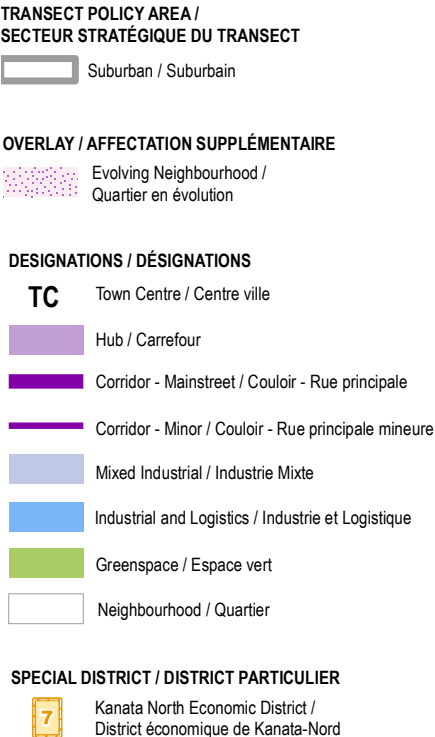 TRANSECT POLICY AREA /
SECTEUR STRATÉGIQUE DU TRANSECT
Suburban / Suburbain
OVERLAY / AFFECTATION SUPPLÉMENTAIRE
Evolving Neighbourhood /
Quartier en évolution
DESIGNATIONS / DÉSIGNATIONS
TC Town Centre / Centre ville
Hub / Carrefour
Corridor - Mainstreet / Couloir - Rue principale
Corridor - Minor / Couloir - Rue principale mineure
Mixed Industrial / Industrie Mixte
Industrial and Logistics / Industrie et Logistique
Greenspace / Espace vert
Neighbourhood / Quartier
SPECIAL DISTRICT / DISTRICT PARTICULIER
7 Kanata North Economic District /
District économique de Kanata-Nord